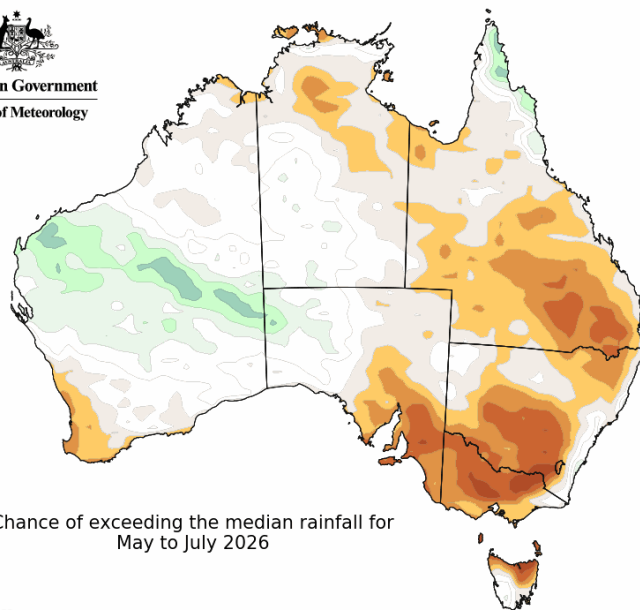 n Government
of Meteorology
Chance of exceeding the median rainfall for
May to July 2026